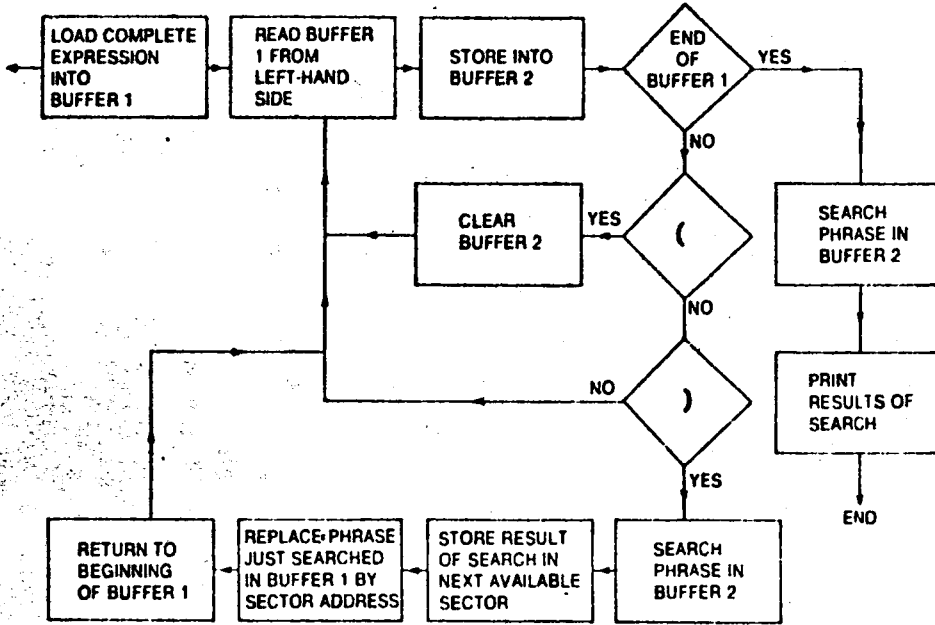 LOAD COMPLETE
EXPRESSION
INTO
BUFFER 1
READ BUFFER
1 FROM
LEFT-HAND
SIDE
STORE INTO
BUFFER 2
END
OF
BUFFER 1
YES
NO
CLEAR
BUFFER 2
YES
(
SEARCH
PHRASE IN
BUFFER 2
NO
NO
)
PRINT
RESULTS OF
SEARCH
YES
END
RETURN TO
BEGINNING
OF BUFFER 1
REPLACE PHRASE
JUST SEARCHED
IN BUFFER 1 BY
SECTOR ADDRESS
STORE RESULT
OF SEARCH IN
NEXT AVAILABLE
SECTOR
SEARCH
PHRASE IN
BUFFER 2